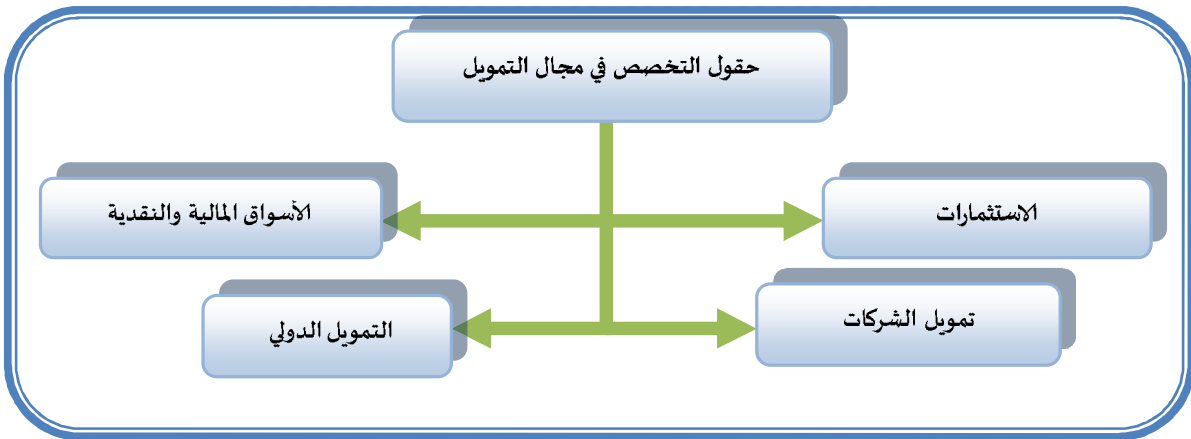 حقول التخصص في مجال التمويل
الاستثمارات
الأسواق المالية والنقدية
تمويل الشركات
التمويل الدولي